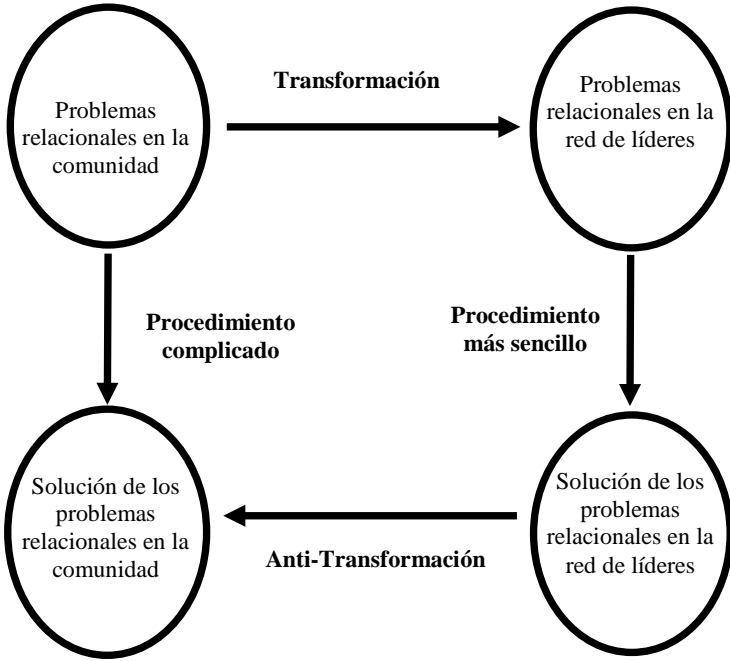 Problemas
relacionales en la
comunidad
Transformación
Problemas
relacionales en la
red de líderes
Procedimiento
complicado
Procedimiento
más sencillo
Solución de los
problemas
relacionales en la
comunidad
Anti-Transformación
Solución de los
problemas
relacionales en la
red de líderes